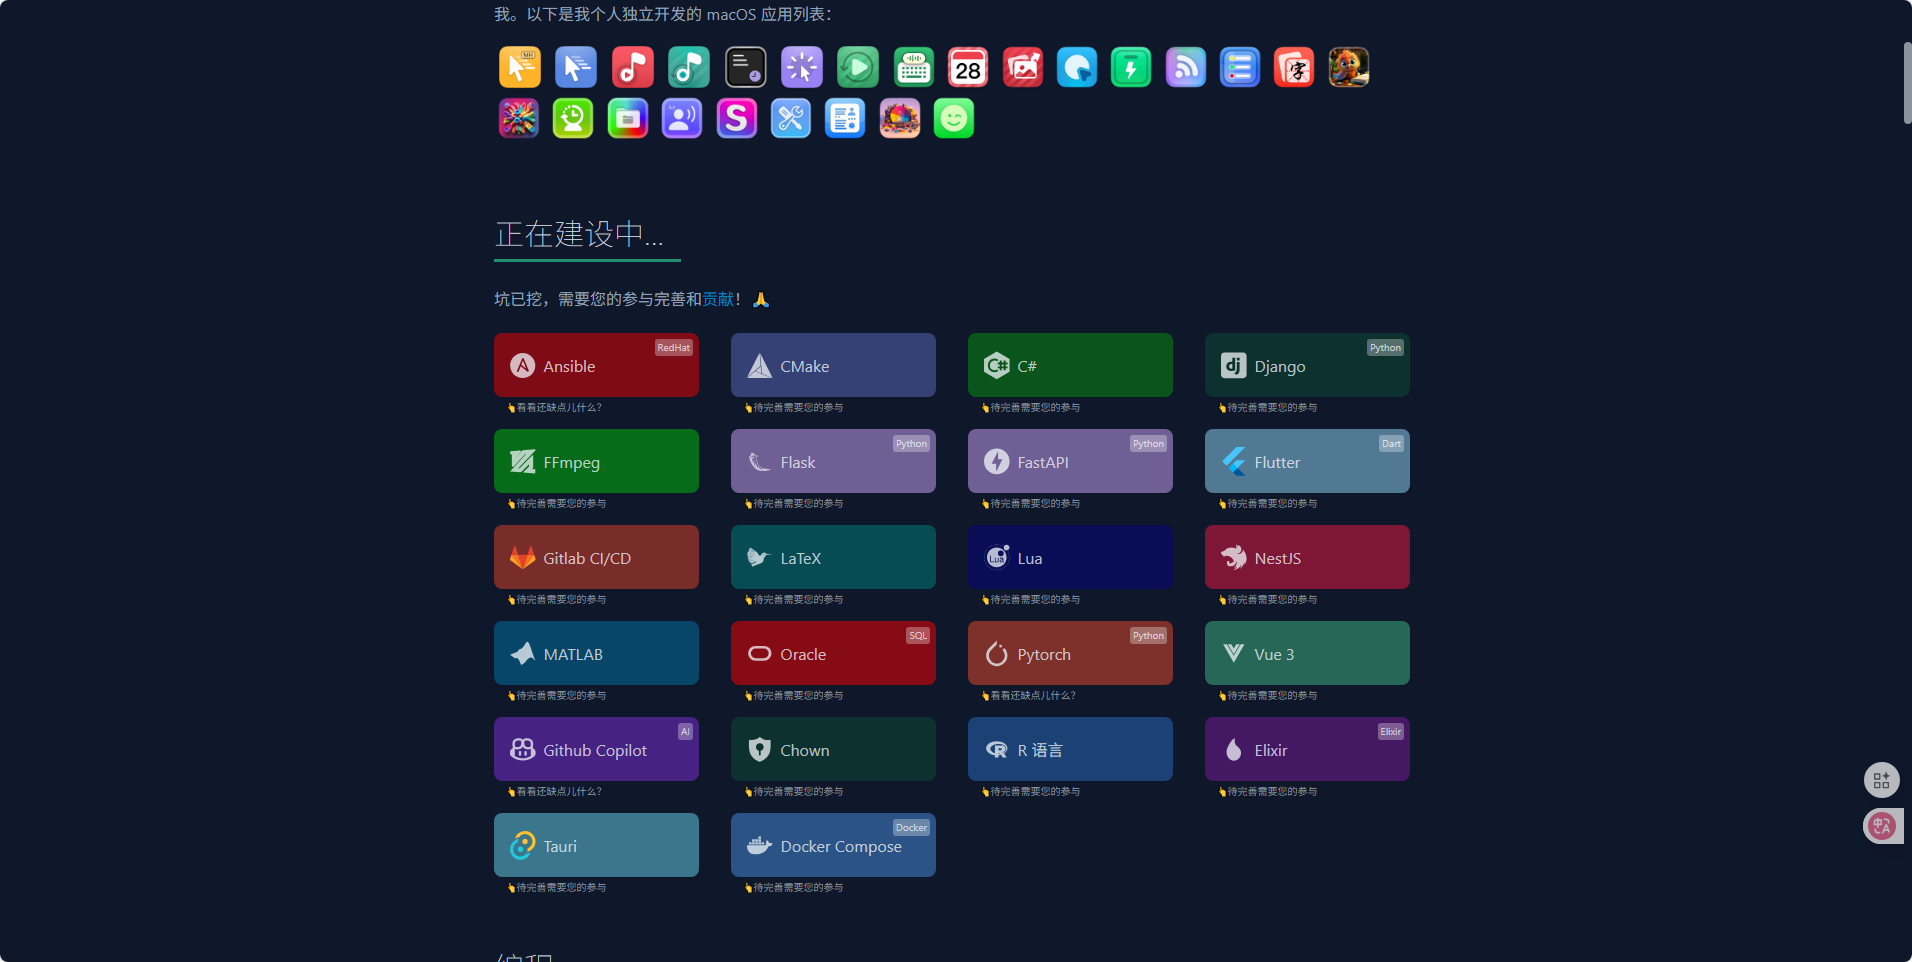 我。以下是我个人独立开发的 macOS 应用列表：
MH
28
字
S
正在建设中...
坑已挖，需要您的参与完善和贡献！🙏
RedHat
Ansible
👆看看还缺点儿什么？
CMake
👆待完善需要您的参与
C#
C#
👆待完善需要您的参与
Python
dj
Django
👆待完善需要您的参与
FFmpeg
👆待完善需要您的参与
Python
Flask
👆待完善需要您的参与
Python
FastAPI
👆待完善需要您的参与
Dart
Flutter
👆待完善需要您的参与
Gitlab CI/CD
👆待完善需要您的参与
LaTeX
👆待完善需要您的参与
Lua
Lua
👆待完善需要您的参与
NestJS
👆待完善需要您的参与
MATLAB
👆待完善需要您的参与
SQL
Oracle
👆待完善需要您的参与
Python
Pytorch
👆看看还缺点儿什么？
Vue 3
👆待完善需要您的参与
AI
Github Copilot
👆看看还缺点儿什么？
Chown
👆待完善需要您的参与
R 语言
👆待完善需要您的参与
Elixir
Elixir
👆待完善需要您的参与
Tauri
👆待完善需要您的参与
Docker
Docker Compose
👆待完善需要您的参与
编程